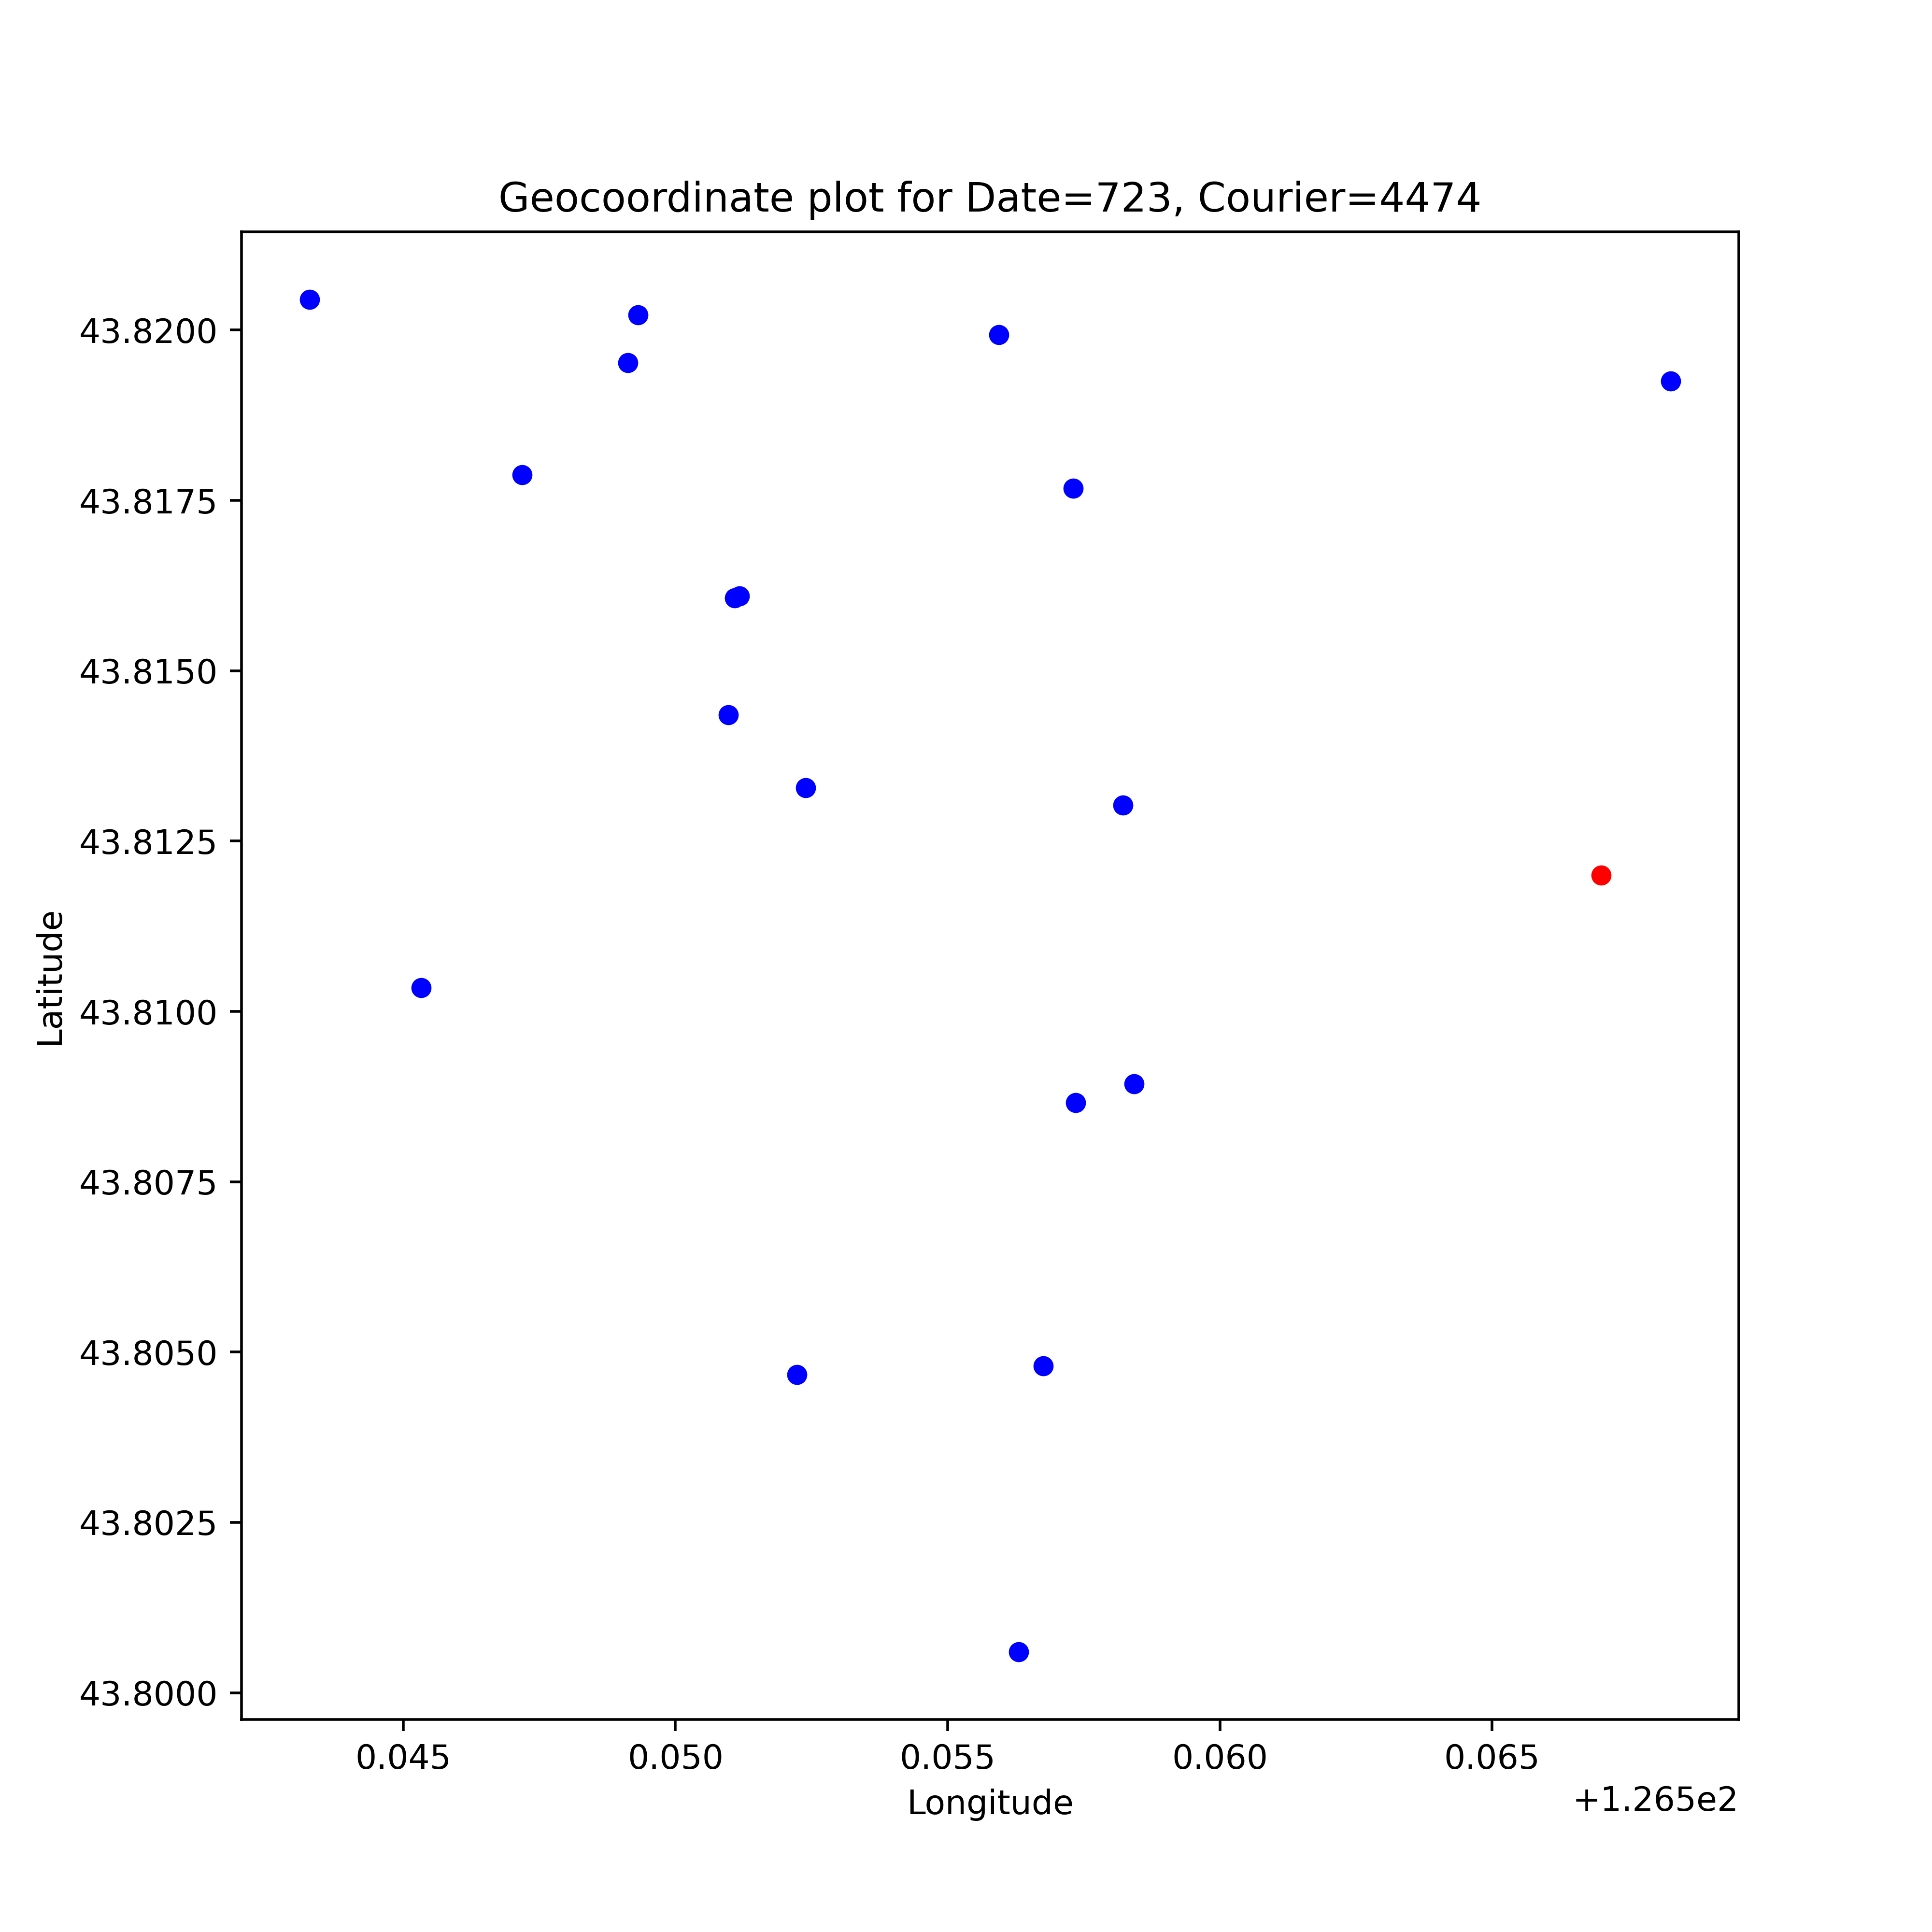 Geocoordinate plot for Date=723, Courier=4474
43.8200
43.8175
43.8150
43.8125
43.8100
43.8075
43.8050
43.8025
43.8000
Latitude
0.045 0.050 0.055 0.060 0.065
Longitude
+1.265e2